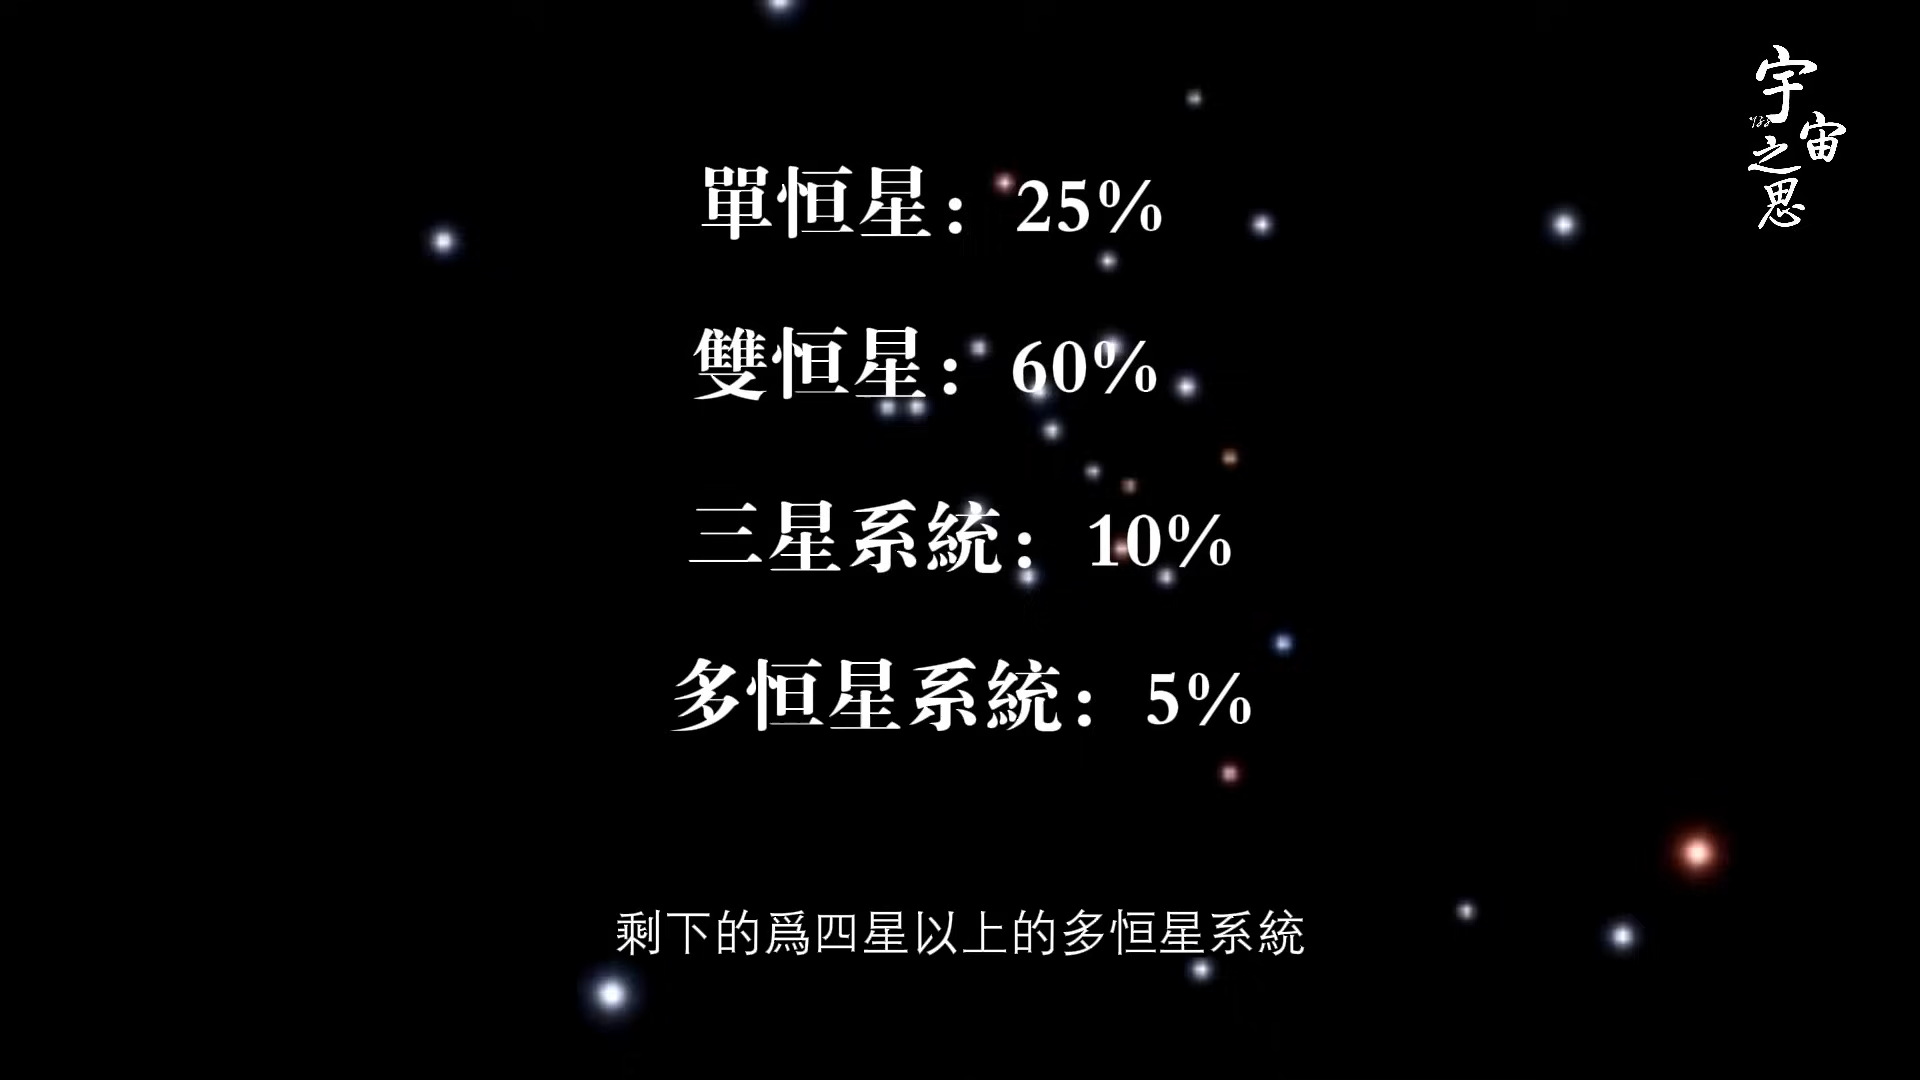 宇宙之思
單恒星：25%
雙恒星：60%
三星系統：10%
多恒星系統：5%
剩下的爲四星以上的多恒星系統